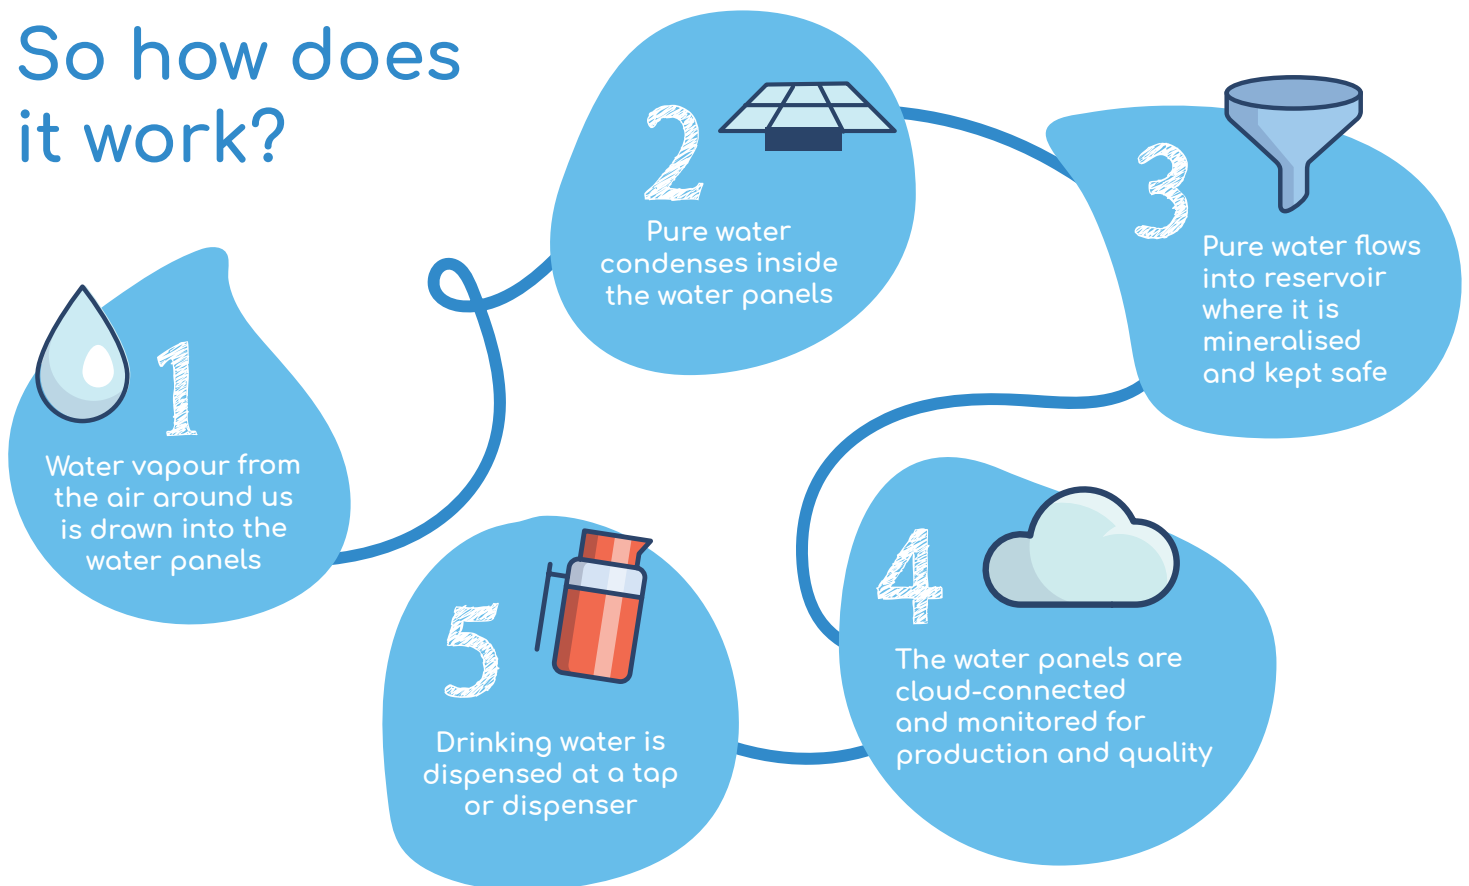 So how does
it work?
1
Water vapour from
the air around us
is drawn into the
water panels
2
Pure water
condenses inside
the water panels
3
Pure water flows
into reservoir
where it is
mineralised
and kept safe
4
The water panels are
cloud-connected
and monitored for
production and quality
5
Drinking water is
dispensed at a tap
or dispenser